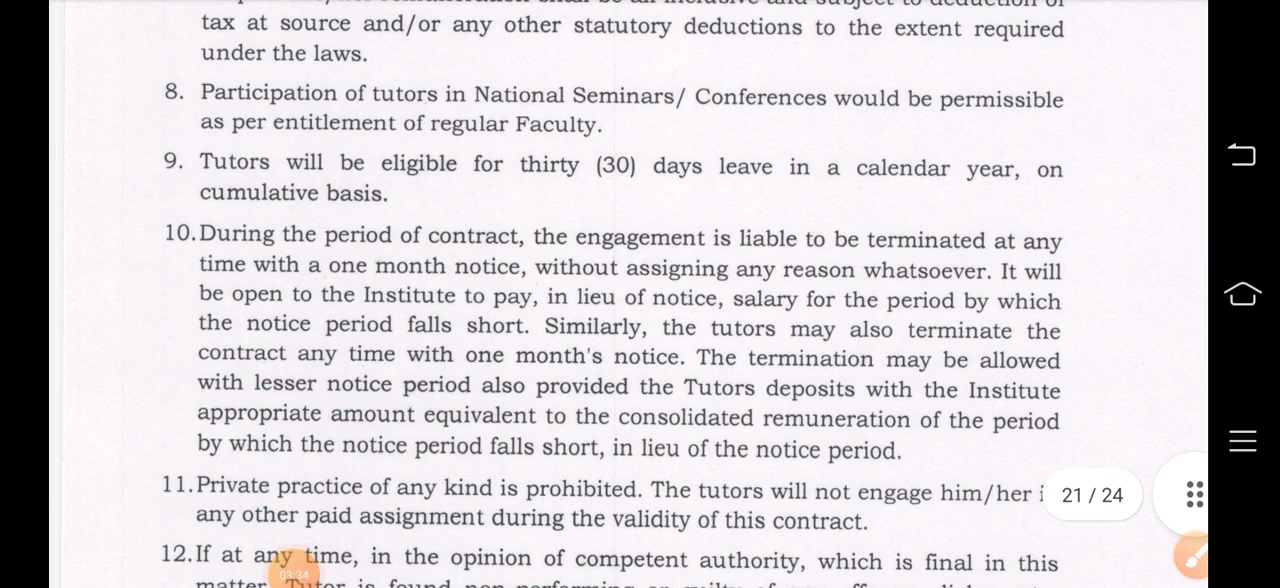 tax at source and/or any other statutory deductions to the extent required
under the laws.
8. Participation of tutors in National Seminars/ Conferences would be permissible
as per entitlement of regular Faculty.
9. Tutors will be eligible for thirty (30) days leave in a calendar year, on
cumulative basis.
10. During the period of contract, the engagement is liable to be terminated at any
time with a one month notice, without assigning any reason whatsoever. It will
be open to the Institute to pay, in lieu of notice, salary for the period by which
the notice period falls short. Similarly, the tutors may also terminate the
contract any time with one month's notice. The termination may be allowed
with lesser notice period also provided the Tutors deposits with the Institute
appropriate amount equivalent to the consolidated remuneration of the period
by which the notice period falls short, in lieu of the notice period.
11. Private practice of any kind is prohibited. The tutors will not engage him/her
any other paid assignment during the validity of this contract.
21 / 24
12. If at any time, in the opinion of competent authority, which is final in this
03:34